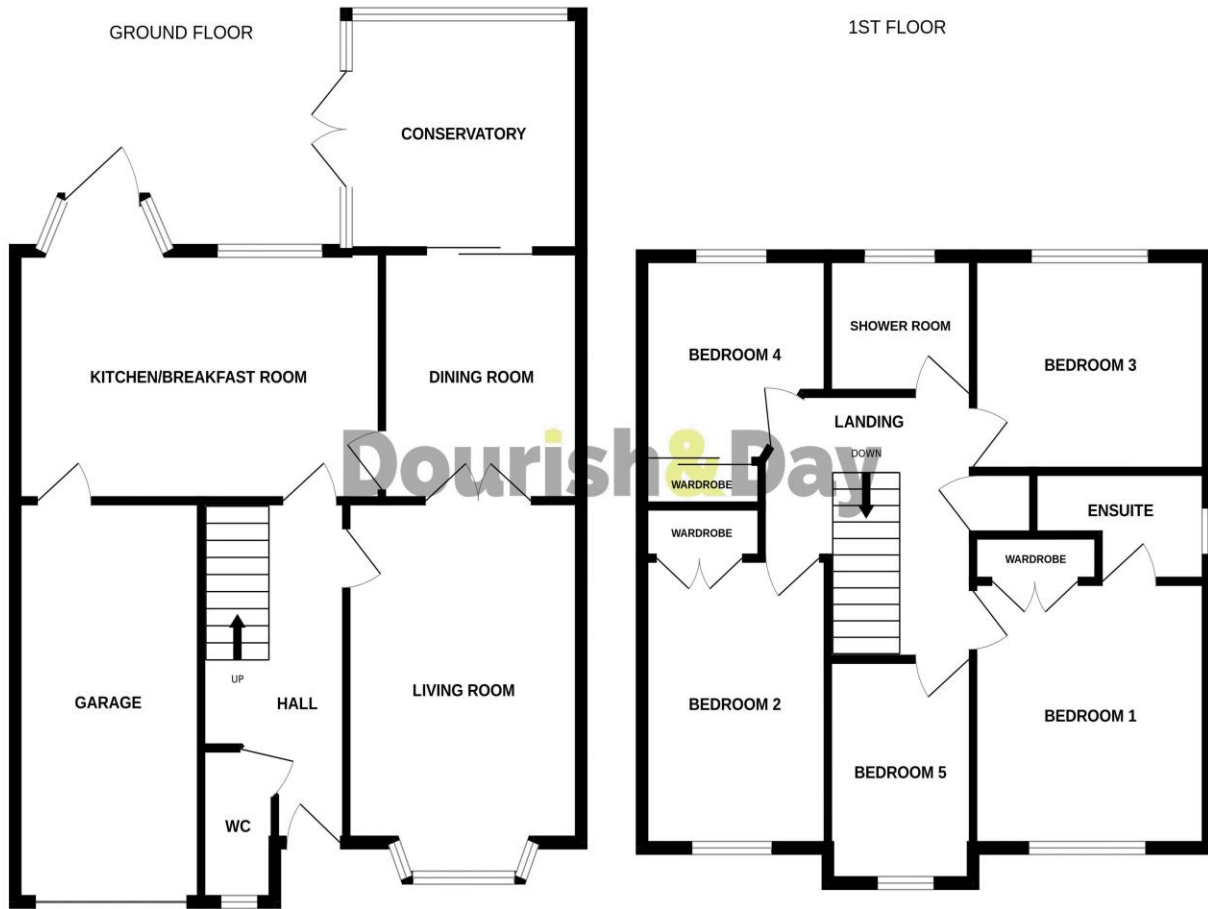 GROUND FLOOR
1ST FLOOR
CONSERVATORY
KITCHEN/BREAKFAST ROOM
DINING ROOM
GARAGE
UP
HALL
LIVING ROOM
WC
BEDROOM 4
SHOWER ROOM
BEDROOM 3
LANDING
DOWN
WARDROBE
WARDROBE
ENSUITE
WARDROBE
BEDROOM 2
BEDROOM 1
BEDROOM 5
Dourish&Day